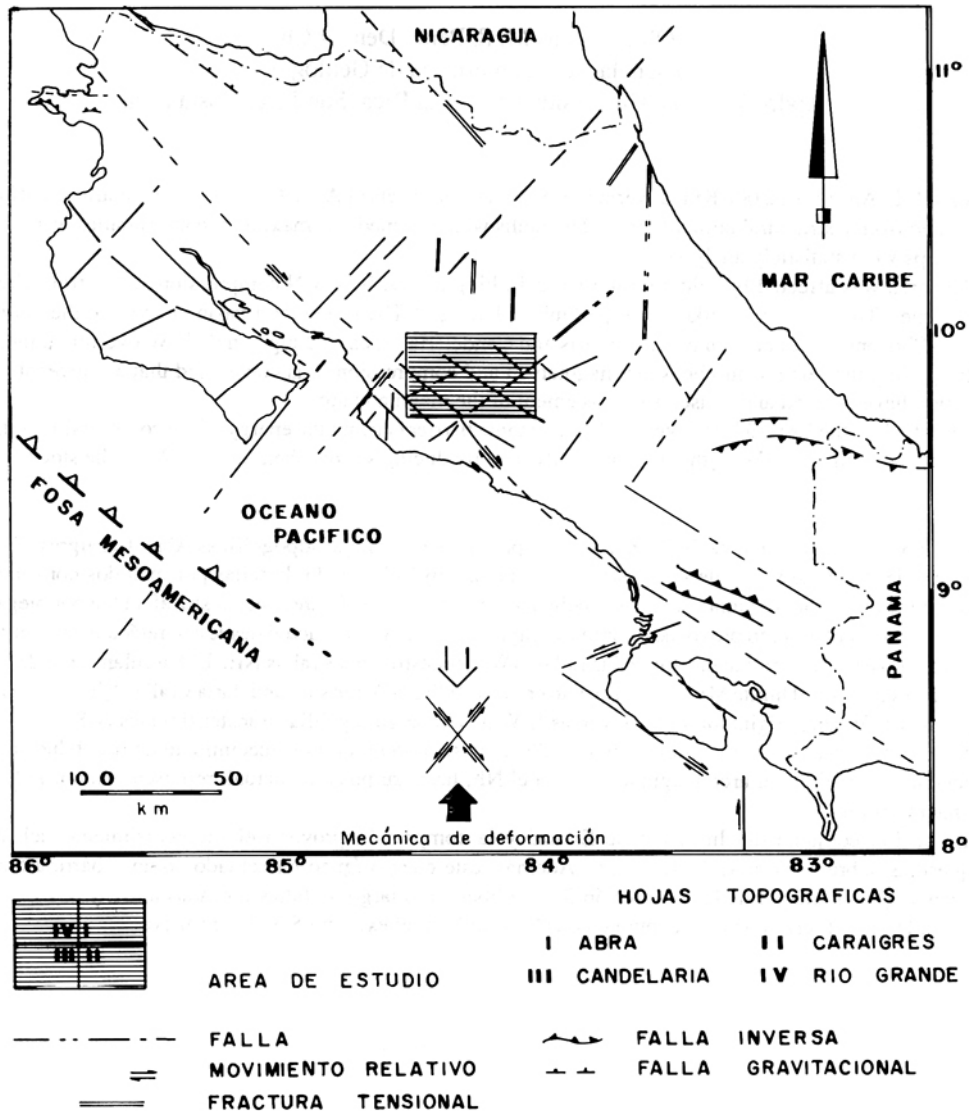 NICARAGUA
11°
MAR CARIBE
10°
FOSA MESOAMERICANA
OCEANO
PACIFICO
9°
PANAMA
100 50
km
Mecánica de deformación
86° 85° 84° 83° 8°
HOJAS TOPOGRAFICAS
IV I
III II
AREA DE ESTUDIO
I ABRA II CARAIGRES
III CANDELARIA IV RIO GRANDE
FALLA
FALLA INVERSA
MOVIMIENTO RELATIVO
FALLA GRAVITACIONAL
FRACTURA TENSIONAL